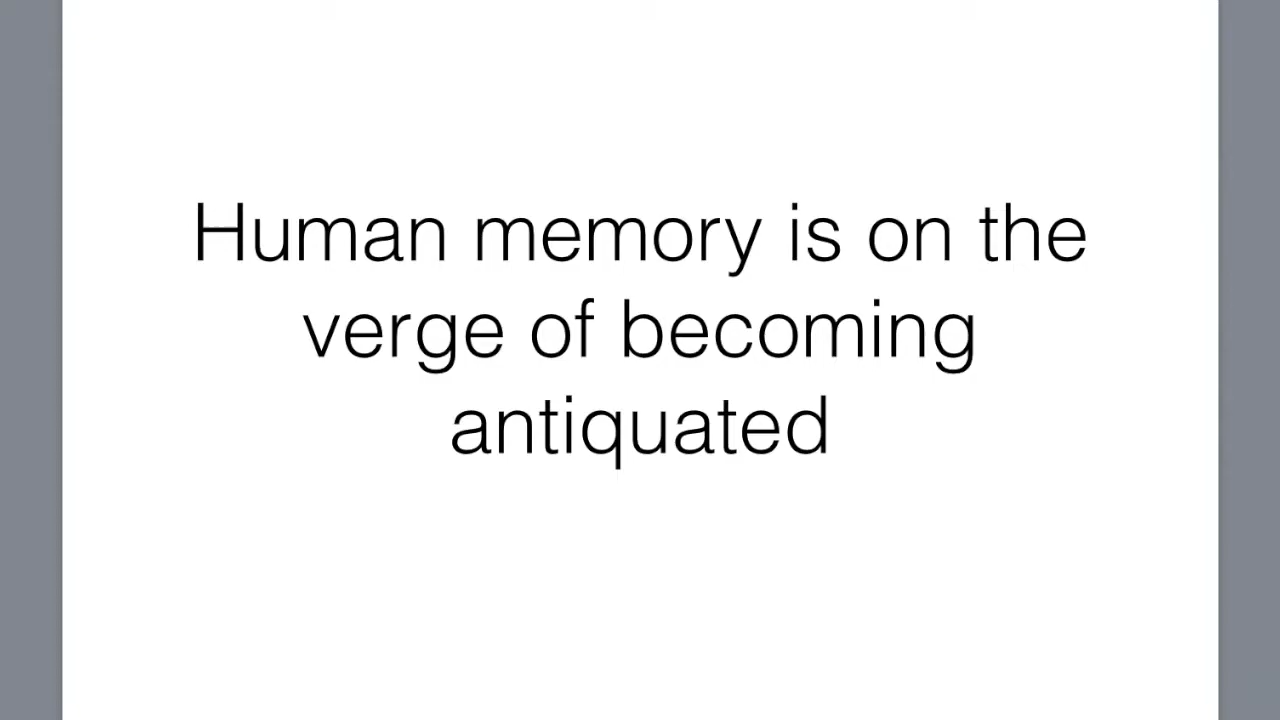 Human memory is on the
verge of becoming
antiquated